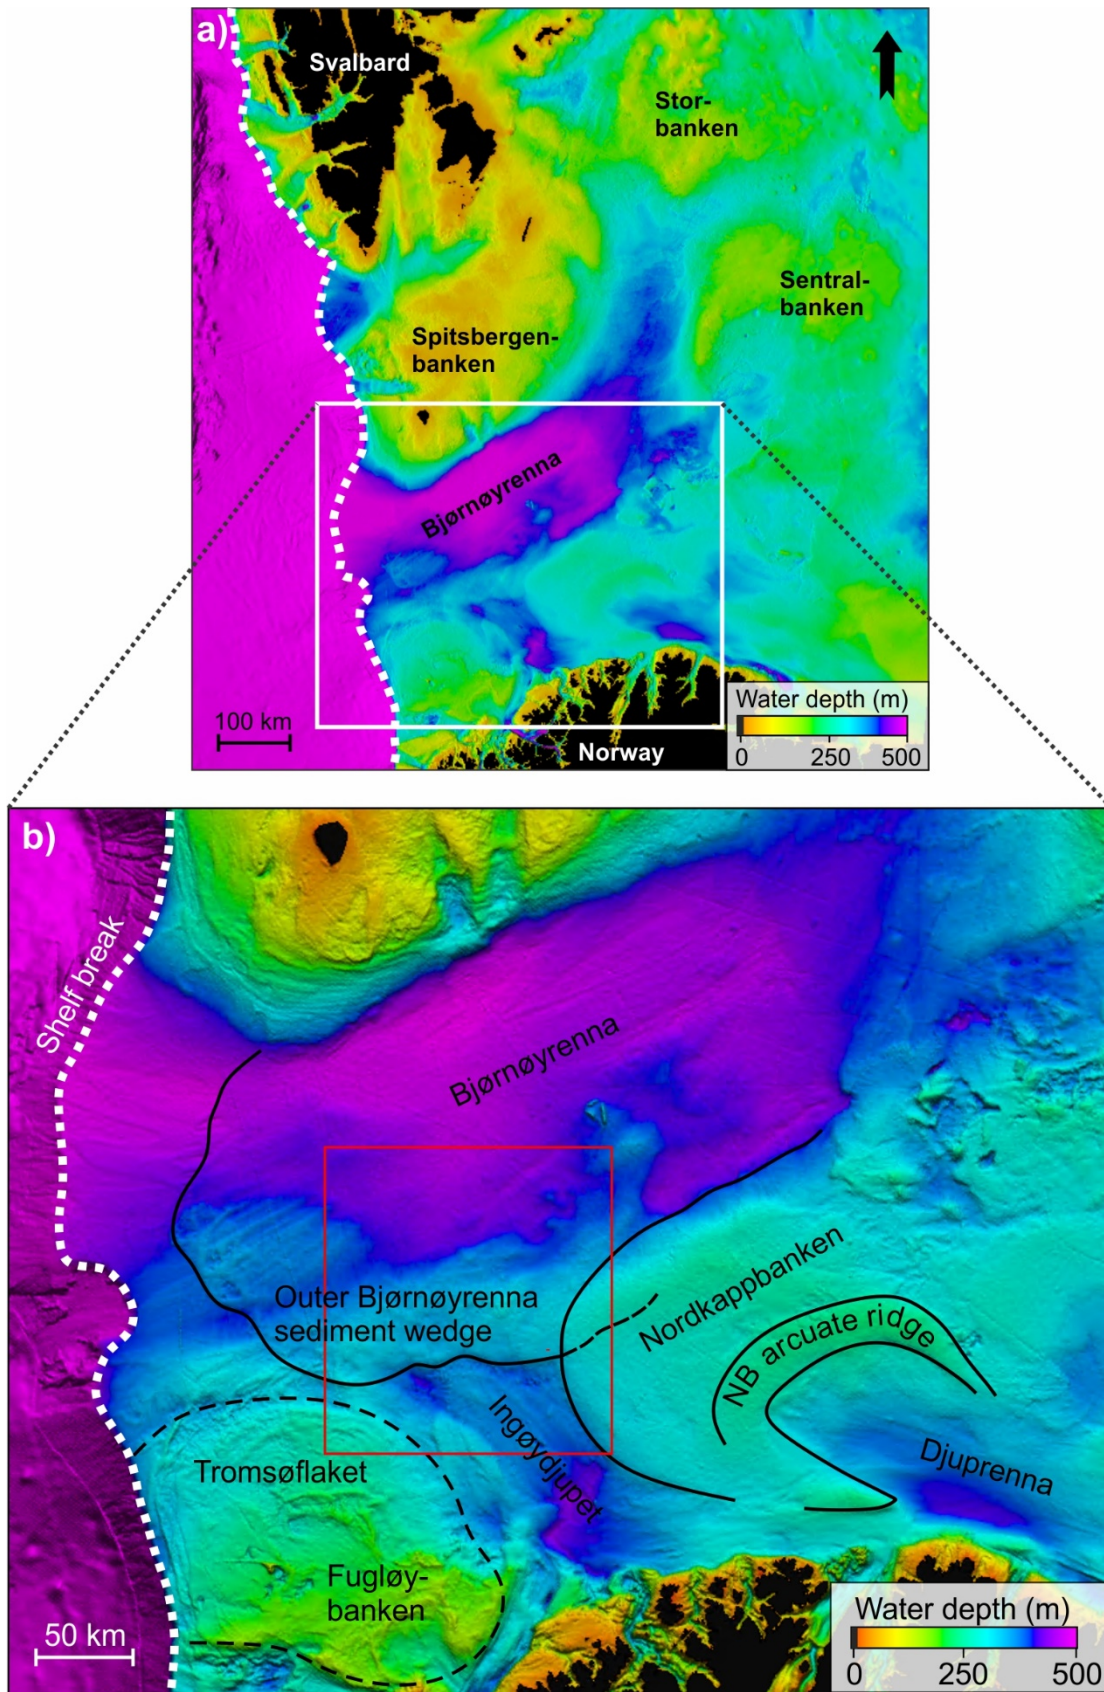 a)
Svalbard
Stor-
banken
Sentral-
banken
Spitsbergen-
banken
Bjørnøyrenna
100 km
Water depth (m)
0 250 500
Norway
b)
Shelf break
Bjørnøyrenna
Outer Bjørnøyrenna
sediment wedge
Nordkappbanken
NB arcuate ridge
Ingøydjupet
Djuprenna
Tromsøflaket
Fugløy-
banken
50 km
Water depth (m)
0 250 500